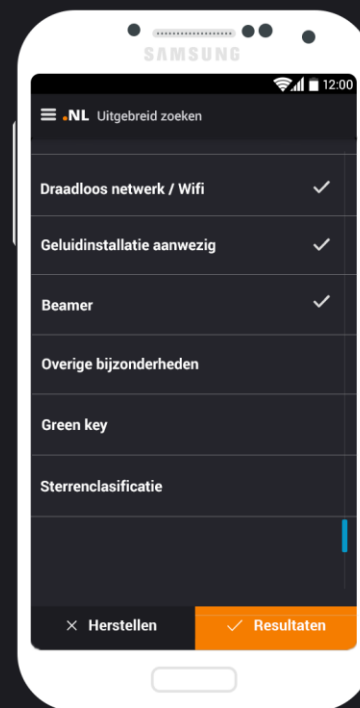 SAMSUNG
12:00
.NL Uitgebreid zoeken
Draadloos netwerk / Wifi
Geluidinstallatie aanwezig
Beamer
Overige bijzonderheden
Green key
Sterrenclasificatie
Herstellen
Resultaten